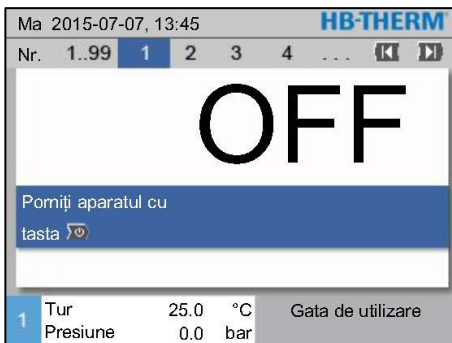 Ma 2015-07-07, 13:45 HB-THERM
Nr. 1..99 1 2 3 4 ...
OFF
Porniți aparatul cu
tasta
1 Tur 25.0 °C Gata de utilizare
Presiune 0.0 bar